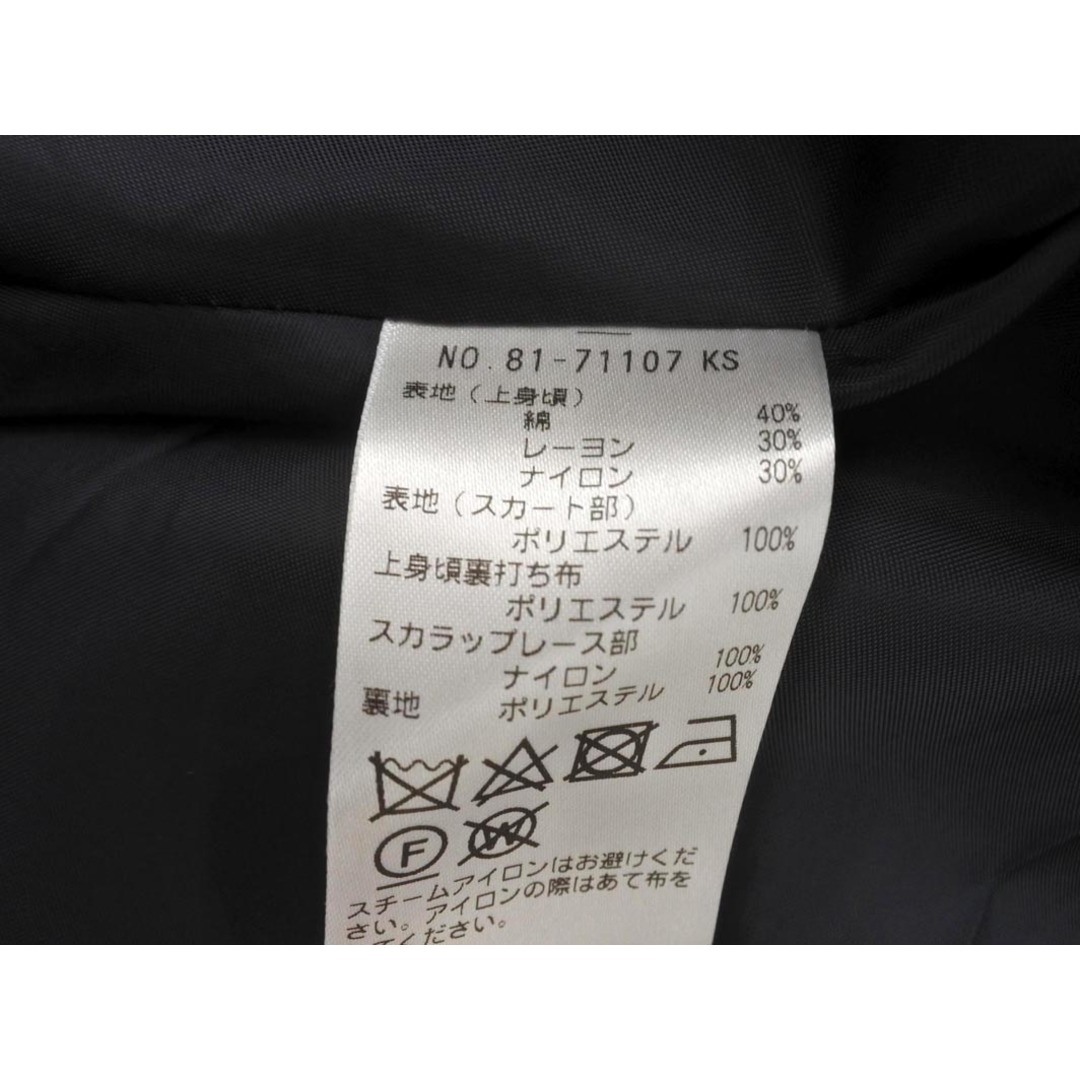 NO.81-71107 KS
表地(上身頃)
綿 40%
レーヨン 30%
ナイロン 30%
表地(スカート部)
ポリエステル 100%
上身頃裏打ち布
ポリエステル 100%
スカラップレース部
ナイロン 100%
裏地 ポリエステル 100%
F W
スチームアイロンはお避けくだ
さい。アイロンの際はあて布を
てください。